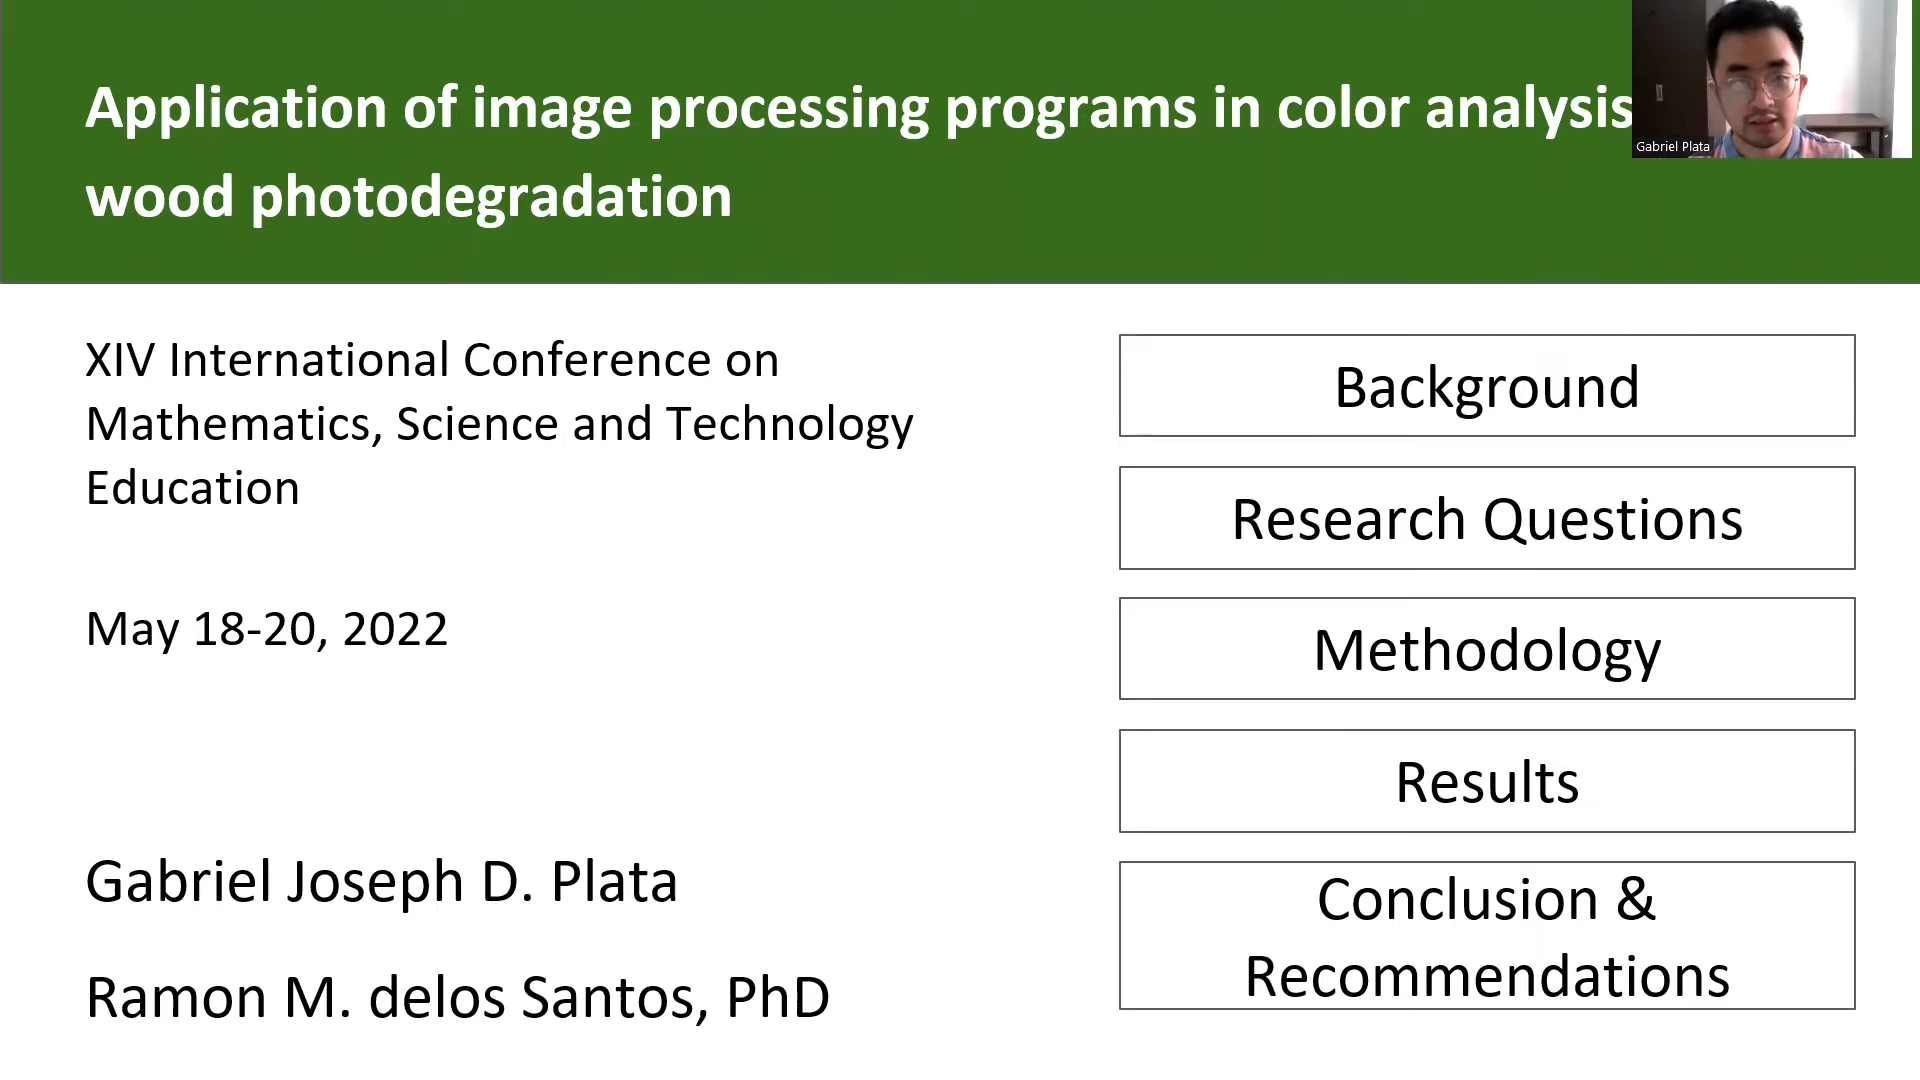 Application of image processing programs in color analysis
wood photodegradation
Gabriel Plata
XIV International Conference on
Mathematics, Science and Technology
Education
May 18-20, 2022
Gabriel Joseph D. Plata
Ramon M. delos Santos, PhD
Background
Research Questions
Methodology
Results
Conclusion &
Recommendations